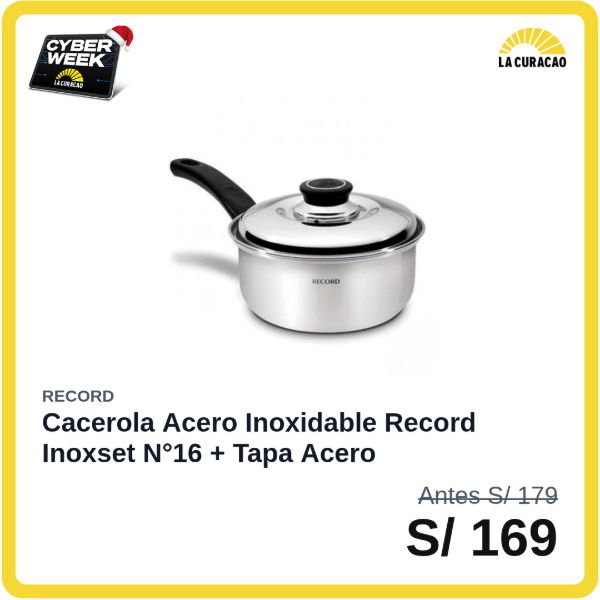 CYBER
WEEK
LA CURACAO
LA CURACAO
RECORD
RECORD
Cacerola Acero Inoxidable Record
Inoxset N°16 + Tapa Acero
Antes S/ 179
S/ 169